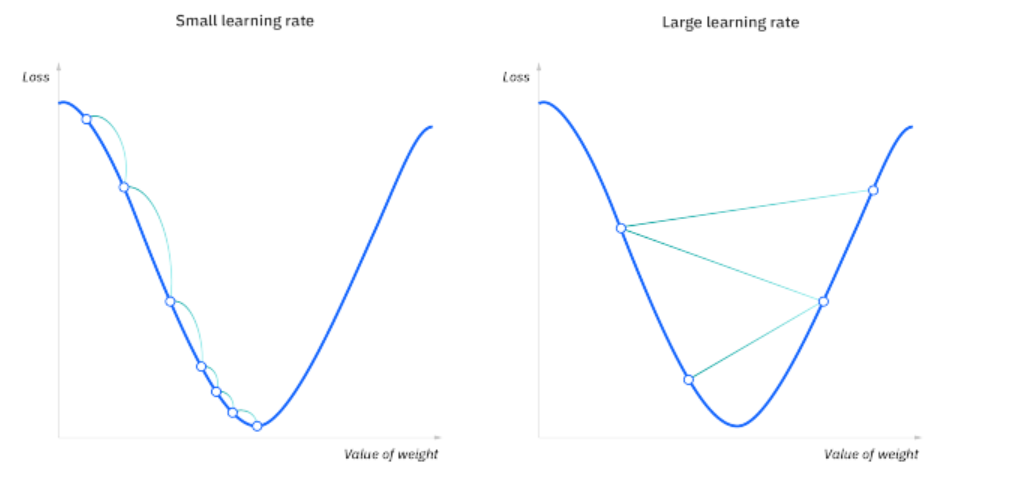 Small learning rate
Large learning rate
Loss
Loss
Value of weight
Value of weight